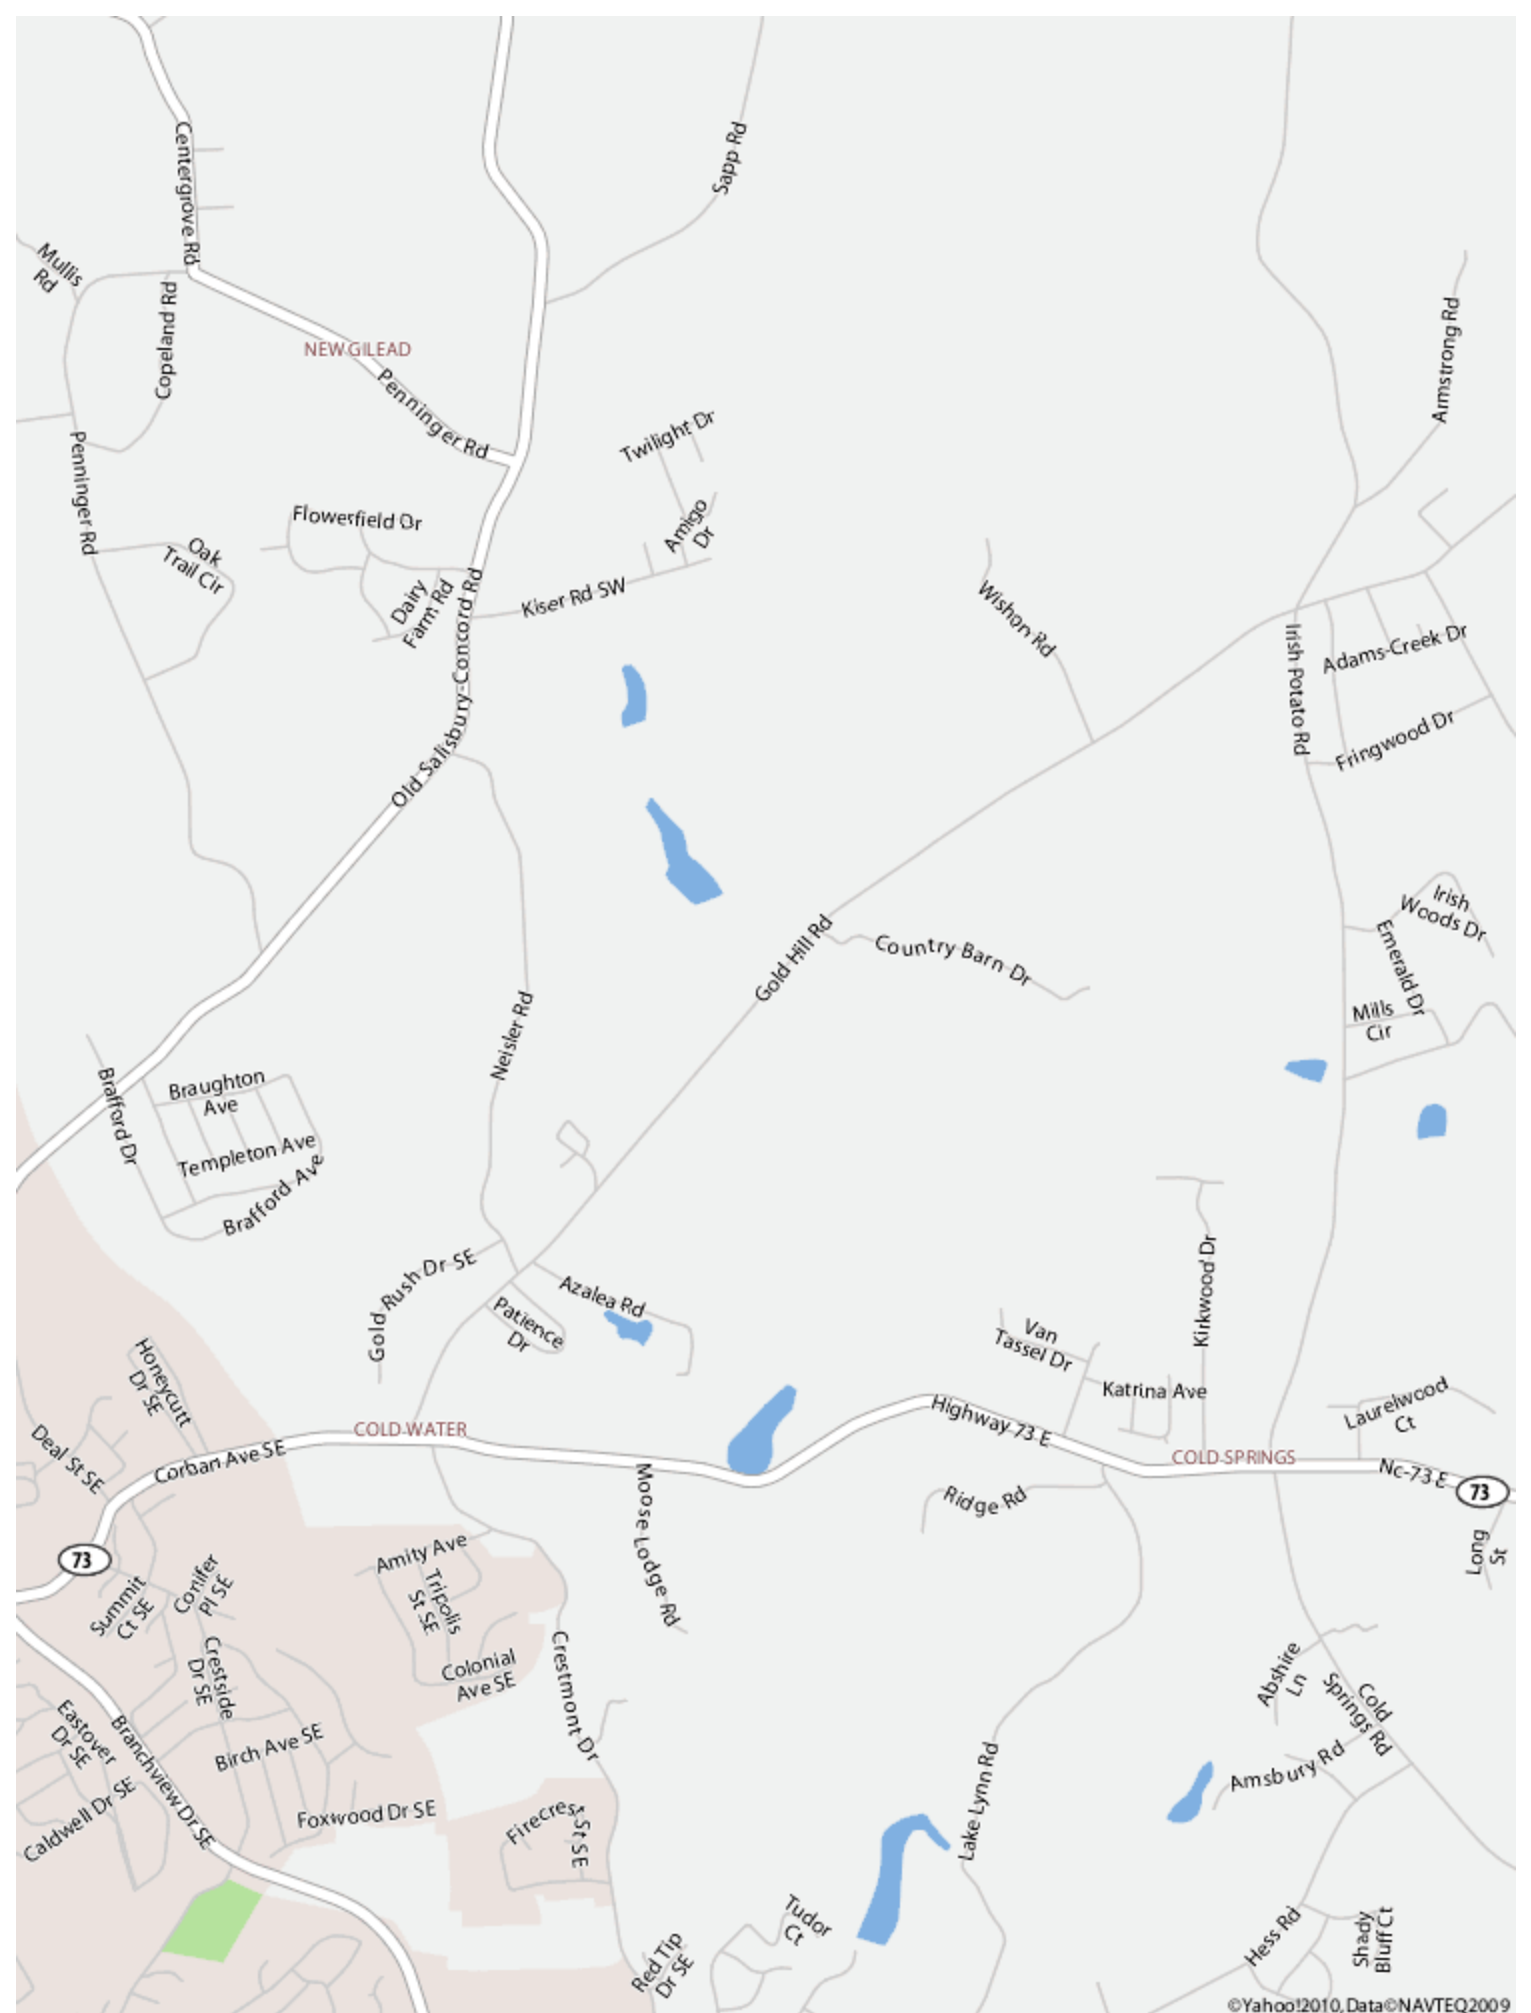 Centergrove Rd
Sapp Rd
Mullis
Rd
Copeland Rd
NEW GILEAD
Penninger Rd
Armstrong Rd
Twilight Dr
Penninger Rd
Flowerfield Dr
Amigo
Dr
Oak
Trail Cir
Dairy
Farm Rd
Kiser Rd SW
Wishon Rd
Irish Potato Rd
Adams-Creek Dr
Old Salisbury-Concord Rd
Fringwood Dr
Gold Hill Rd
Country Barn Dr
Irish
Woods Dr
Emerald Dr
Mills
Cir
Neisler Rd
Brafford Dr
Braughton
Ave
Templeton Ave
Brafford Ave
Gold Rush Dr SE
Azalea Rd
Patience
Dr
Kirkwood Dr
Van
Tassel Dr
Katrina Ave
Honeycutt
Dr SE
Laurelwood
Ct
Deal St SE
Corban Ave SE
COLD WATER
Highway 73 E
COLD SPRINGS
Nc-73 E
73
Moose Lodge Rd
Ridge Rd
Long
St
73
Amity Ave
Summit
Ct SE
Conifer
Pl SE
Tripolis
St SE
Crestside
Dr SE
Colonial
Ave SE
Crestmont Dr
Abshire
Ln
Cold
Springs Rd
Eastover
Dr SE
Branchview Dr SE
Birch Ave SE
Amsbury Rd
Caldwell Dr SE
Foxwood Dr SE
Firecrest St SE
Lake Lynn Rd
Tudor
Ct
Red Tip
Dr SE
Hess Rd
Shady
Bluff Ct
©Yahoo!2010, Data©NAVTEQ2009